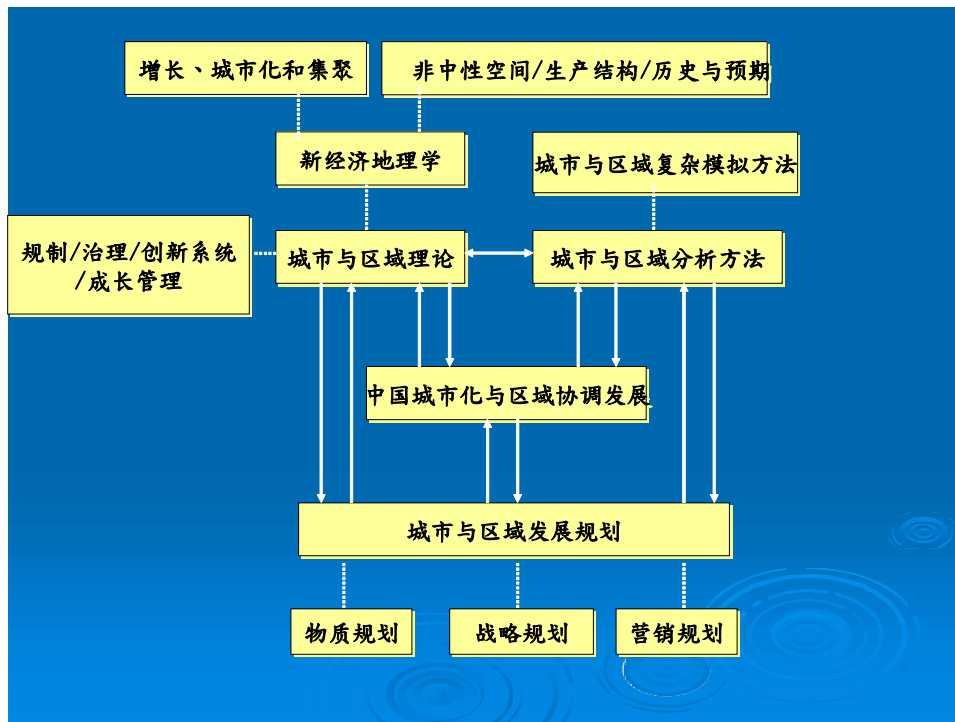 增长、城市化和集聚
非中性空间/生产结构/历史与预期
新经济地理学
城市与区域复杂模拟方法
规制/治理/创新系统
/成长管理
城市与区域理论
城市与区域分析方法
中国城市化与区域协调发展
城市与区域发展规划
物质规划
战略规划
营销规划